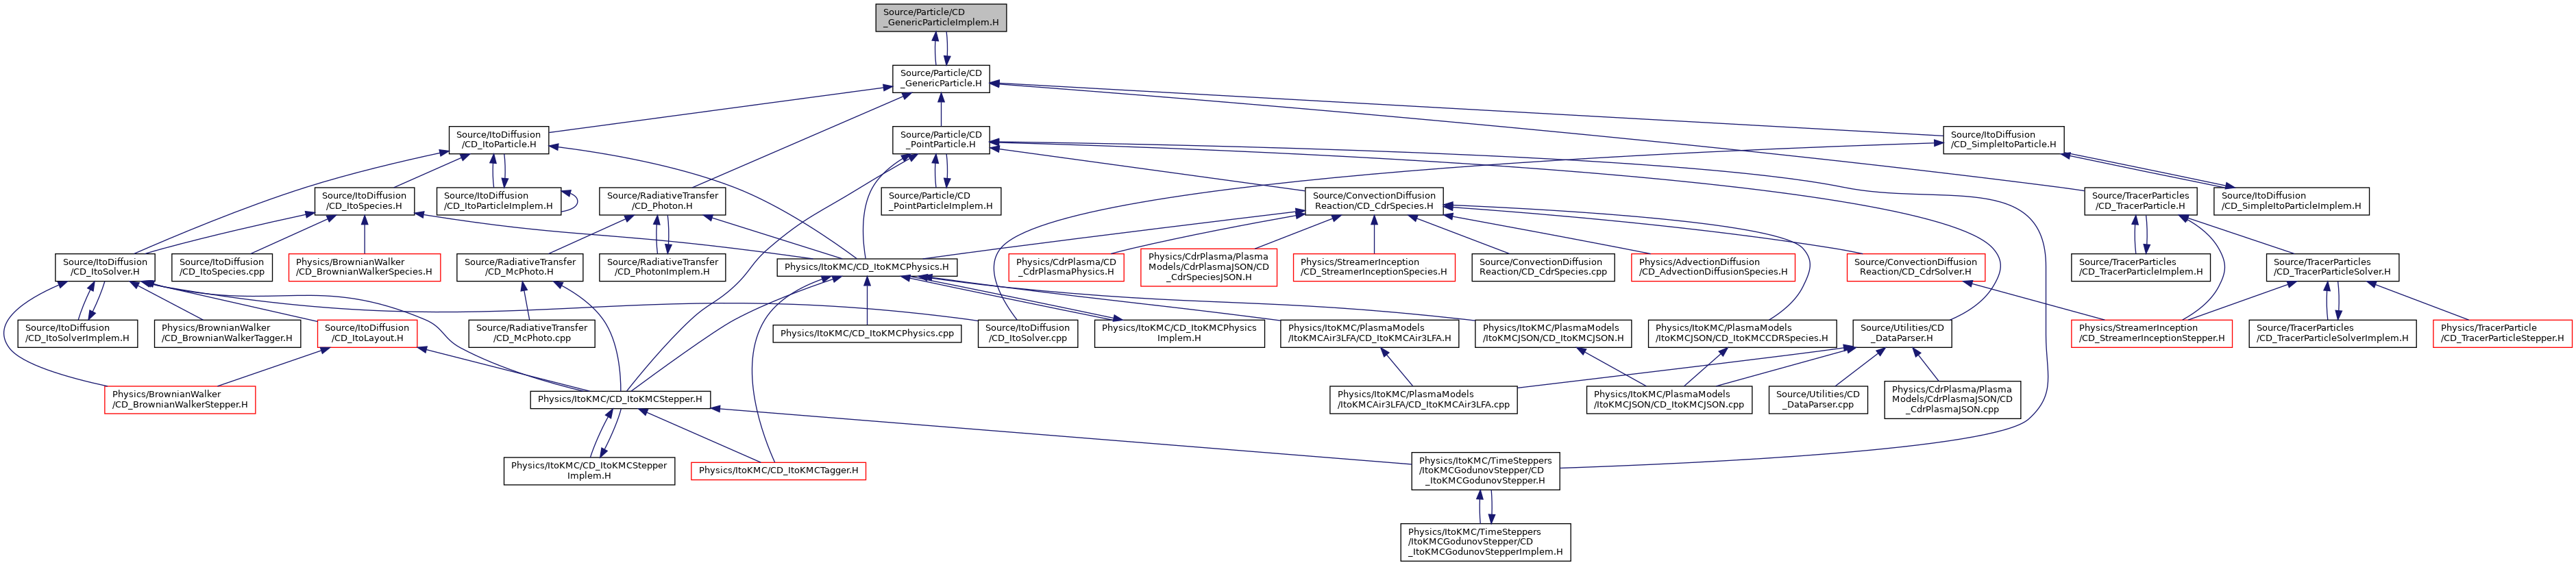 Source/Particle/CD
_GenericParticleImplem.H
Source/Particle/CD
_GenericParticle.H
Source/ItoDiffusion
/CD_ItoParticle.H
Source/Particle/CD
_PointParticle.H
Source/ItoDiffusion
/CD_SimpleItoParticle.H
Source/ItoDiffusion
/CD_ItoSpecies.H
Source/ItoDiffusion
/CD_ItoParticleImplem.H
Source/RadiativeTransfer
/CD_Photon.H
Source/Particle/CD
_PointParticleImplem.H
Source/ConvectionDiffusion
Reaction/CD_CdrSpecies.H
Source/TracerParticles
/CD_TracerParticle.H
Source/ItoDiffusion
/CD_SimpleItoParticleImplem.H
Source/ItoDiffusion
/CD_ItoSolver.H
Source/ItoDiffusion
/CD_ItoSpecies.cpp
Physics/BrownianWalker
/CD_BrownianWalkerSpecies.H
Source/RadiativeTransfer
/CD_McPhoto.H
Source/RadiativeTransfer
/CD_PhotonImplem.H
Physics/ItoKMC/CD_ItoKMCPhysics.H
Physics/CdrPlasma/CD
_CdrPlasmaPhysics.H
Physics/CdrPlasma/Plasma
Models/CdrPlasmaJSON/CD
_CdrSpeciesJSON.H
Physics/StreamerInception
/CD_StreamerInceptionSpecies.H
Source/ConvectionDiffusion
Reaction/CD_CdrSpecies.cpp
Physics/AdvectionDiffusion
/CD_AdvectionDiffusionSpecies.H
Source/ConvectionDiffusion
Reaction/CD_CdrSolver.H
Source/TracerParticles
/CD_TracerParticleImplem.H
Source/TracerParticles
/CD_TracerParticleSolver.H
Source/ItoDiffusion
/CD_ItoSolverImplem.H
Physics/BrownianWalker
/CD_BrownianWalkerTagger.H
Source/ItoDiffusion
/CD_ItoLayout.H
Source/RadiativeTransfer
/CD_McPhoto.cpp
Physics/ItoKMC/CD_ItoKMCPhysics.cpp
Source/ItoDiffusion
/CD_ItoSolver.cpp
Physics/ItoKMC/CD_ItoKMCPhysics
Implem.H
Physics/ItoKMC/PlasmaModels
/ItoKMCAir3LFA/CD_ItoKMCAir3LFA.H
Physics/ItoKMC/PlasmaModels
/ItoKMCJSON/CD_ItoKMCJSON.H
Physics/ItoKMC/PlasmaModels
/ItoKMCJSON/CD_ItoKMCCDRSpecies.H
Source/Utilities/CD
_DataParser.H
Physics/StreamerInception
/CD_StreamerInceptionStepper.H
Source/TracerParticles
/CD_TracerParticleSolverImplem.H
Physics/TracerParticle
/CD_TracerParticleStepper.H
Physics/BrownianWalker
/CD_BrownianWalkerStepper.H
Physics/ItoKMC/CD_ItoKMCStepper.H
Physics/ItoKMC/PlasmaModels
/ItoKMCAir3LFA/CD_ItoKMCAir3LFA.cpp
Physics/ItoKMC/PlasmaModels
/ItoKMCJSON/CD_ItoKMCJSON.cpp
Source/Utilities/CD
_DataParser.cpp
Physics/CdrPlasma/Plasma
Models/CdrPlasmaJSON/CD
_CdrPlasmaJSON.cpp
Physics/ItoKMC/CD_ItoKMCStepper
Implem.H
Physics/ItoKMC/CD_ItoKMCTagger.H
Physics/ItoKMC/TimeSteppers
/ItoKMCGodunovStepper/CD
_ItoKMCGodunovStepper.H
Physics/ItoKMC/TimeSteppers
/ItoKMCGodunovStepper/CD
_ItoKMCGodunovStepperImplem.H